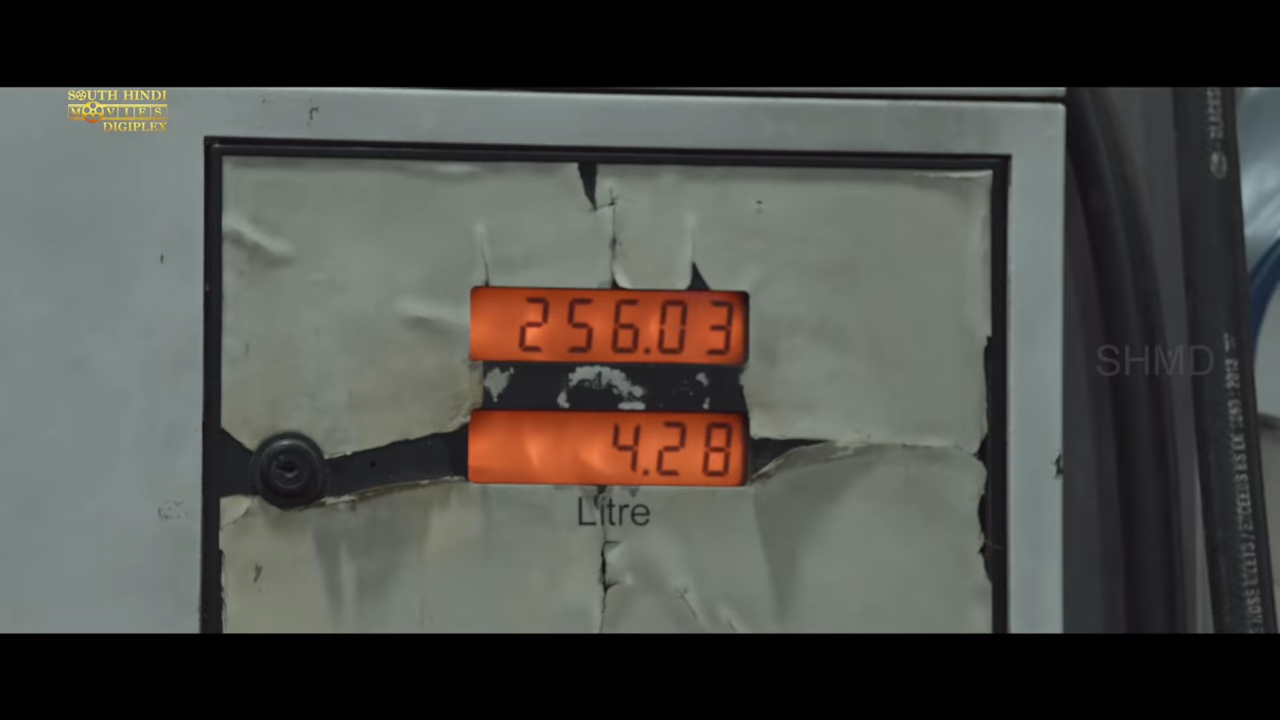 SOUTH HINDI
MOVIES
DIGIPLEX
256.03
4.28
Litre
SHMD